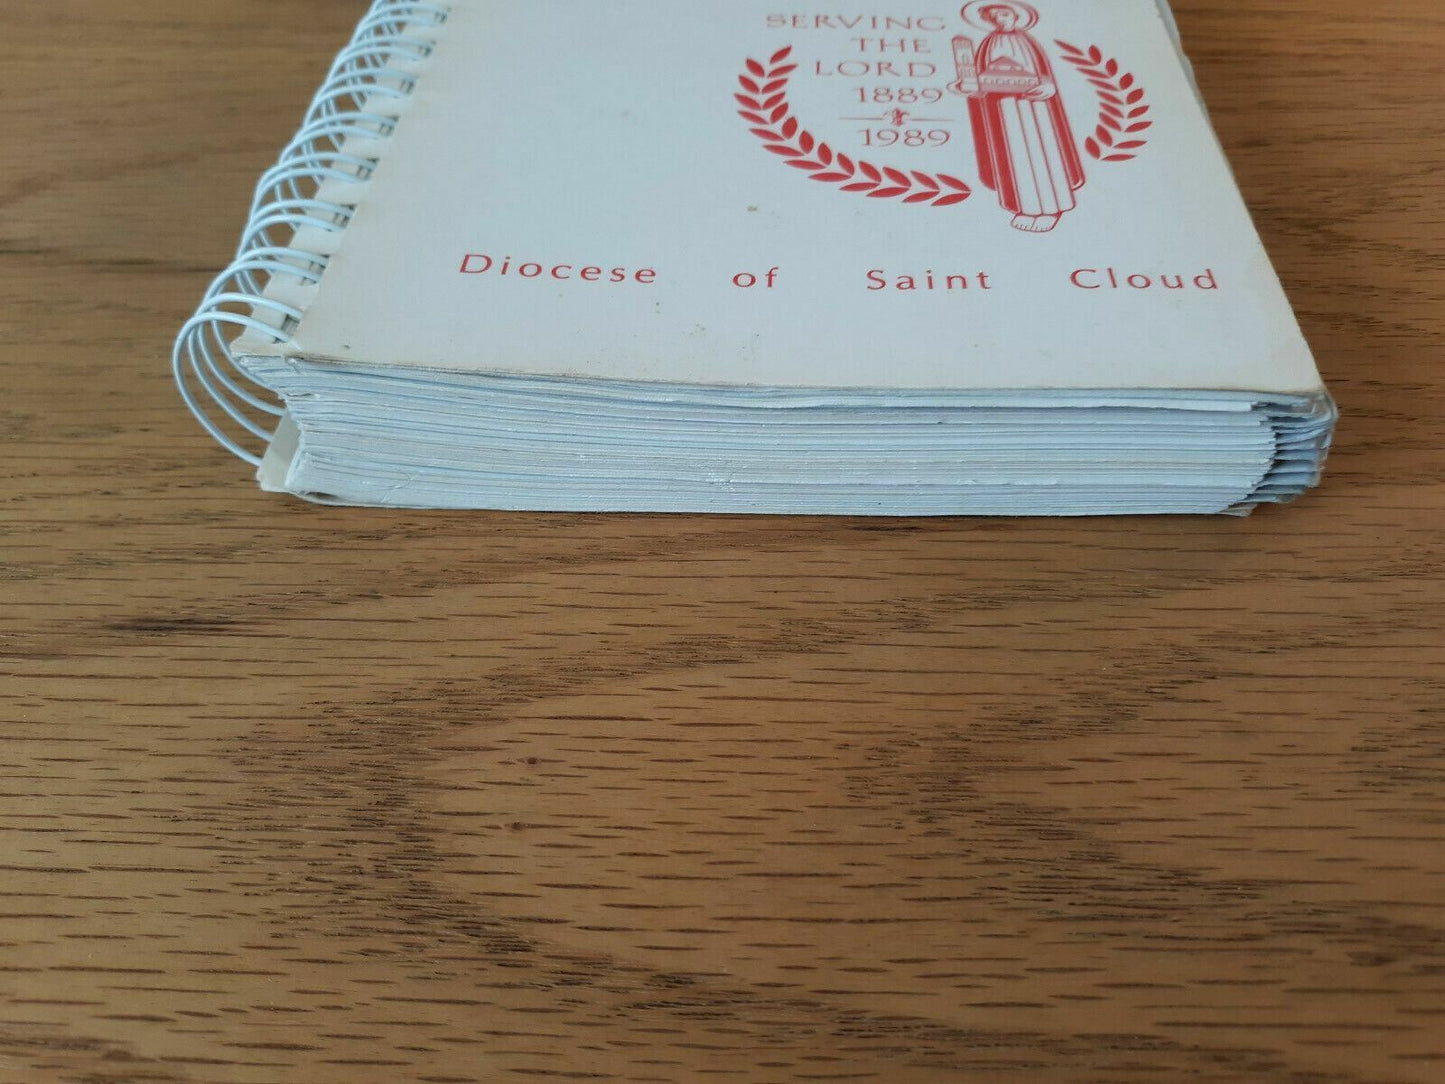 SERVING
THE
LORD
1889
1989
Diocese of Saint Cloud